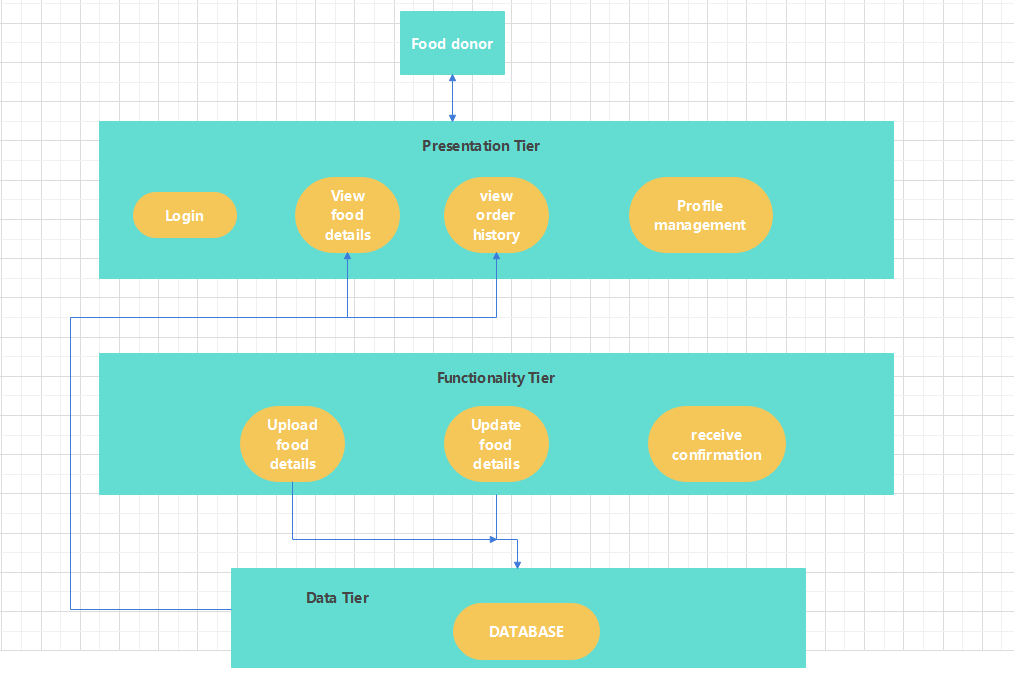 Food donor
Presentation Tier
Login
View
food
details
view
order
history
Profile
management
Functionality Tier
Upload
food
details
Update
food
details
receive
confirmation
Data Tier
DATABASE